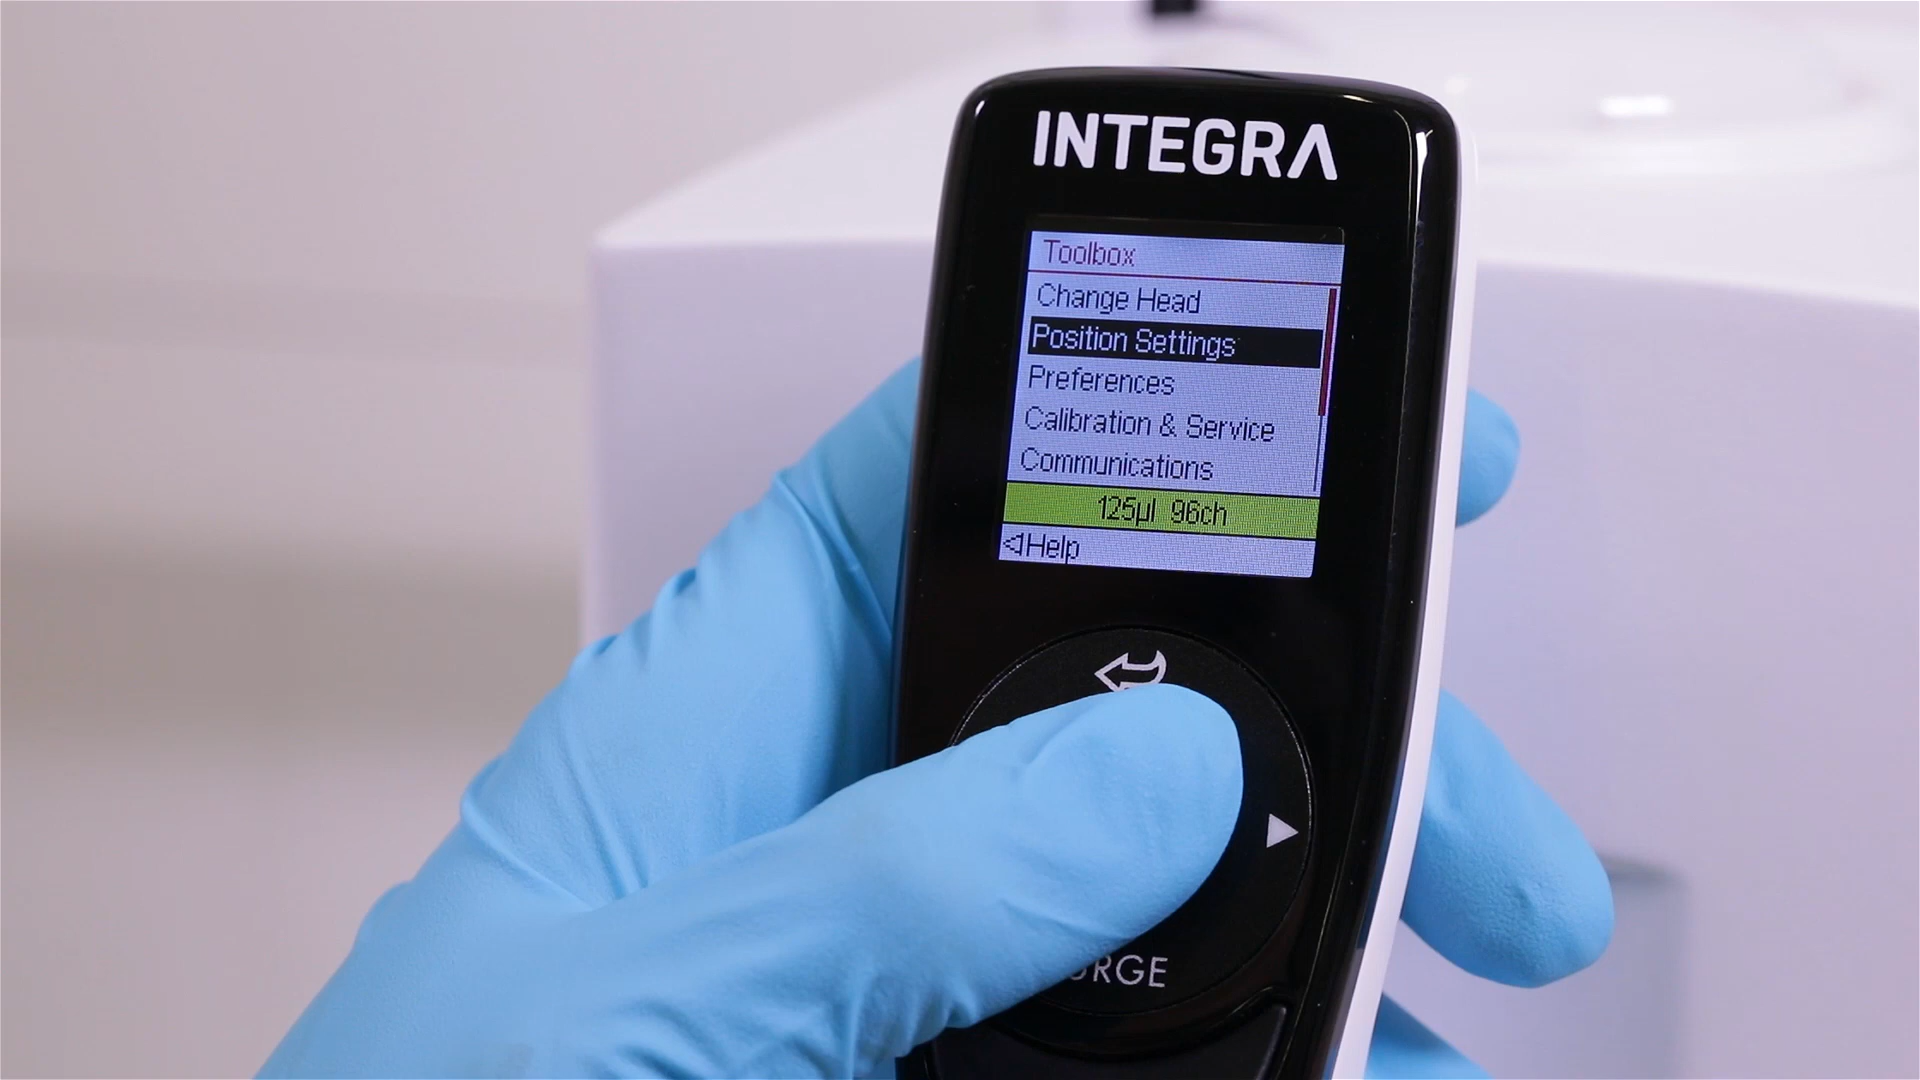 INTEGRA
Toolbox
Change Head
Position Settings
Preferences
Calibration & Service
Communications
125µl 96ch
Help